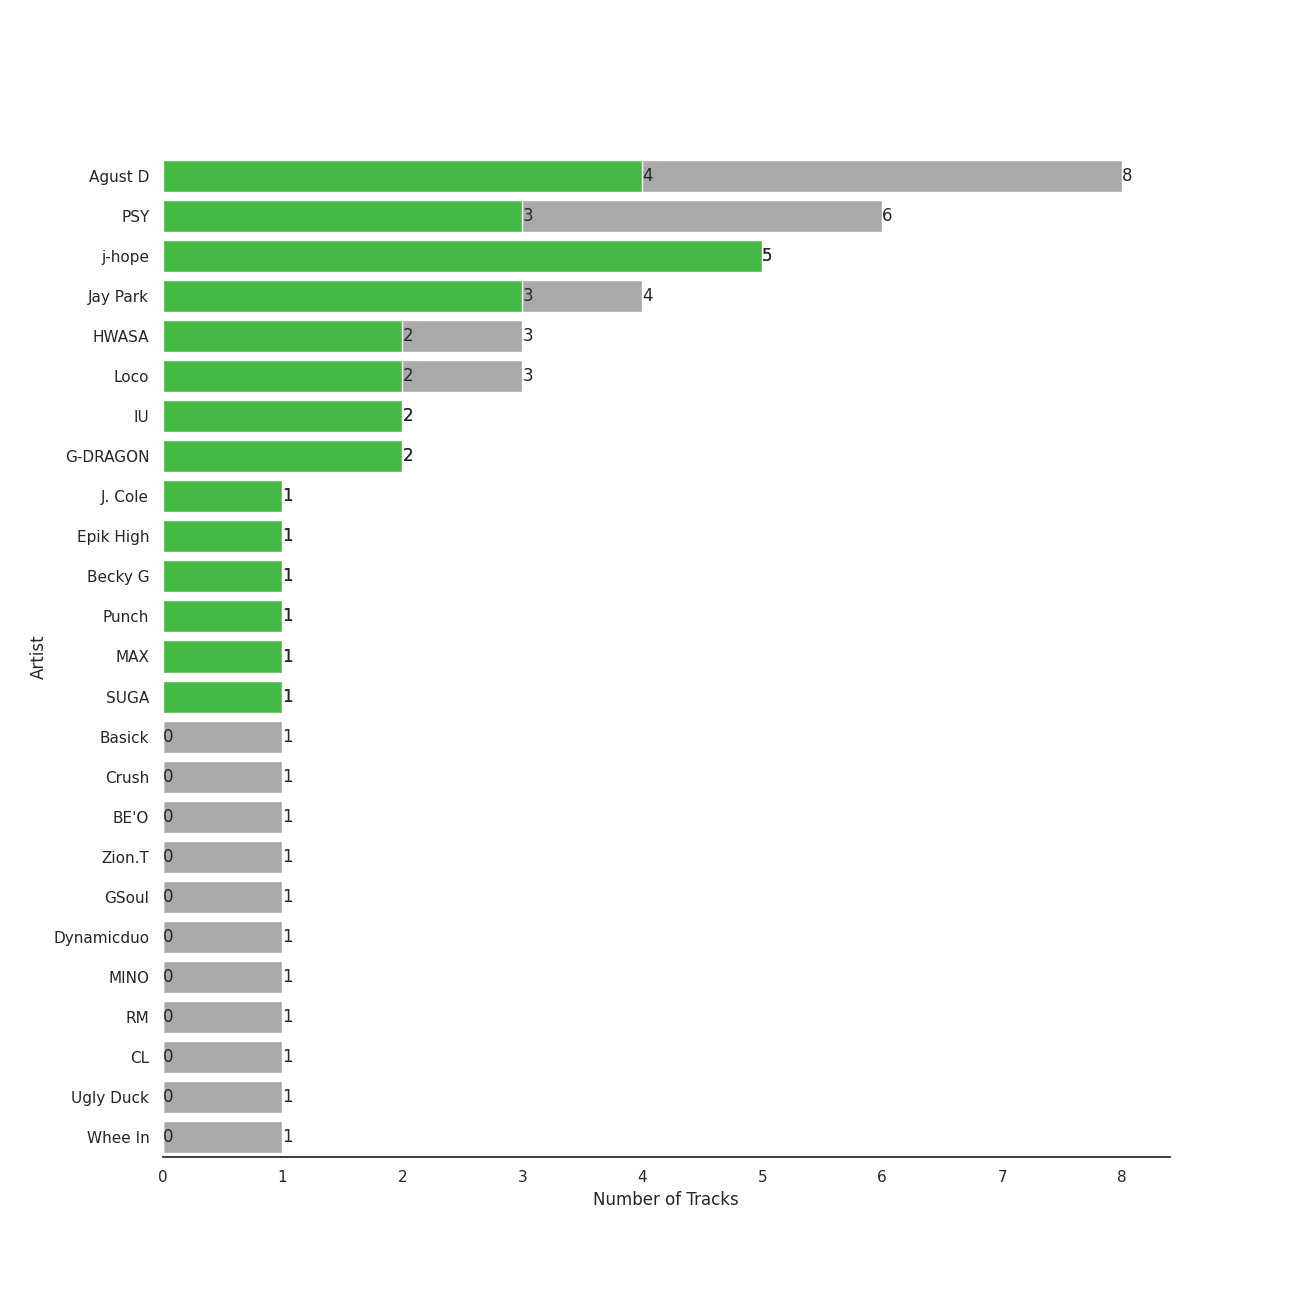 Agust D 4 8
PSY 3 6
j-hope 5
Jay Park 3 4
HWASA 2 3
Loco 2 3
IU 2
G-DRAGON 2
J. Cole 1
Epik High 1
Becky G 1
Punch 1
MAX 1
SUGA 1
Basick 0 1
Crush 0 1
BE'O 0 1
Zion.T 0 1
GSoul 0 1
Dynamicduo 0 1
MINO 0 1
RM 0 1
CL 0 1
Ugly Duck 0 1
Whee In 0 1
0 1 2 3 4 5 6 7 8
Number of Tracks
Artist